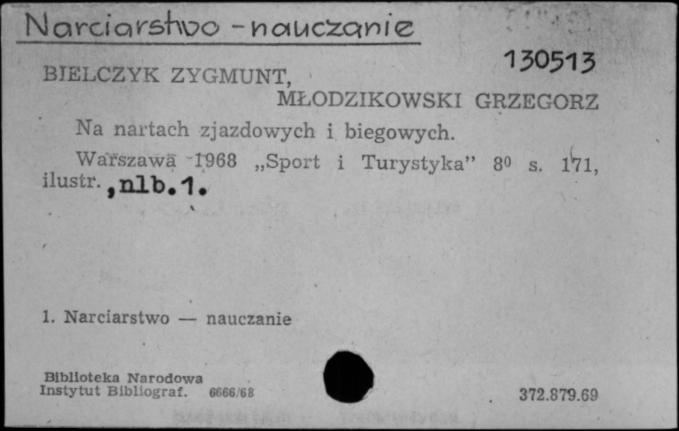 Narciarstwo - nauczanie
130513
BIELCZYK ZYGMUNT,
MŁODZIKOWSKI GRZEGORZ
Na nartach zjazdowych i biegowych.
Warszawa 1968 „Sport i Turystyka” 8⁰ s. 171,
ilustr. , nlb. 1.
1. Narciarstwo — nauczanie
Biblioteka Narodowa
Instytut Bibliograf. 6666/68
372.879.69